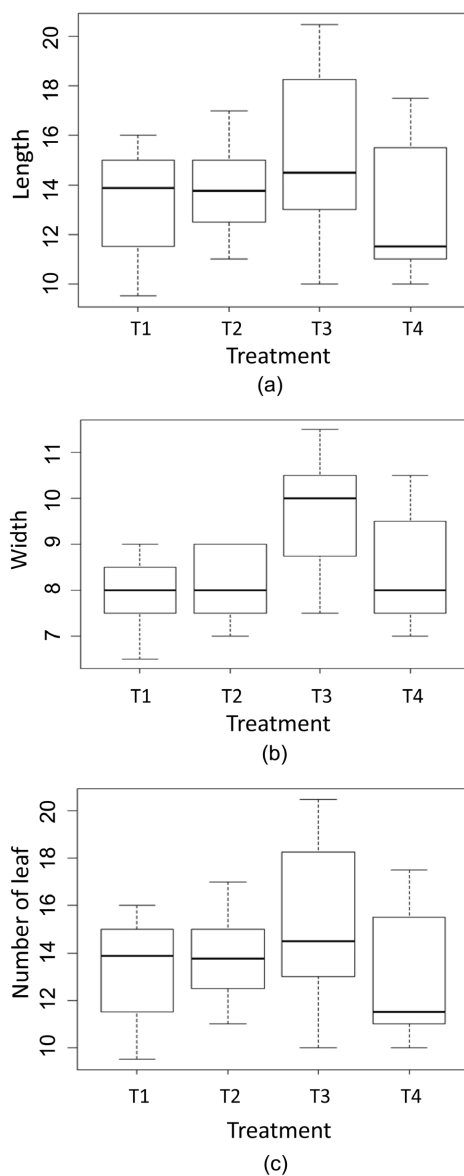 Length
20
18
16
14
12
10
T1 T2 T3 T4
Treatment
(a)
Width
11
10
9
8
7
T1 T2 T3 T4
Treatment
(b)
Number of leaf
20
18
16
14
12
10
T1 T2 T3 T4
Treatment
(c)